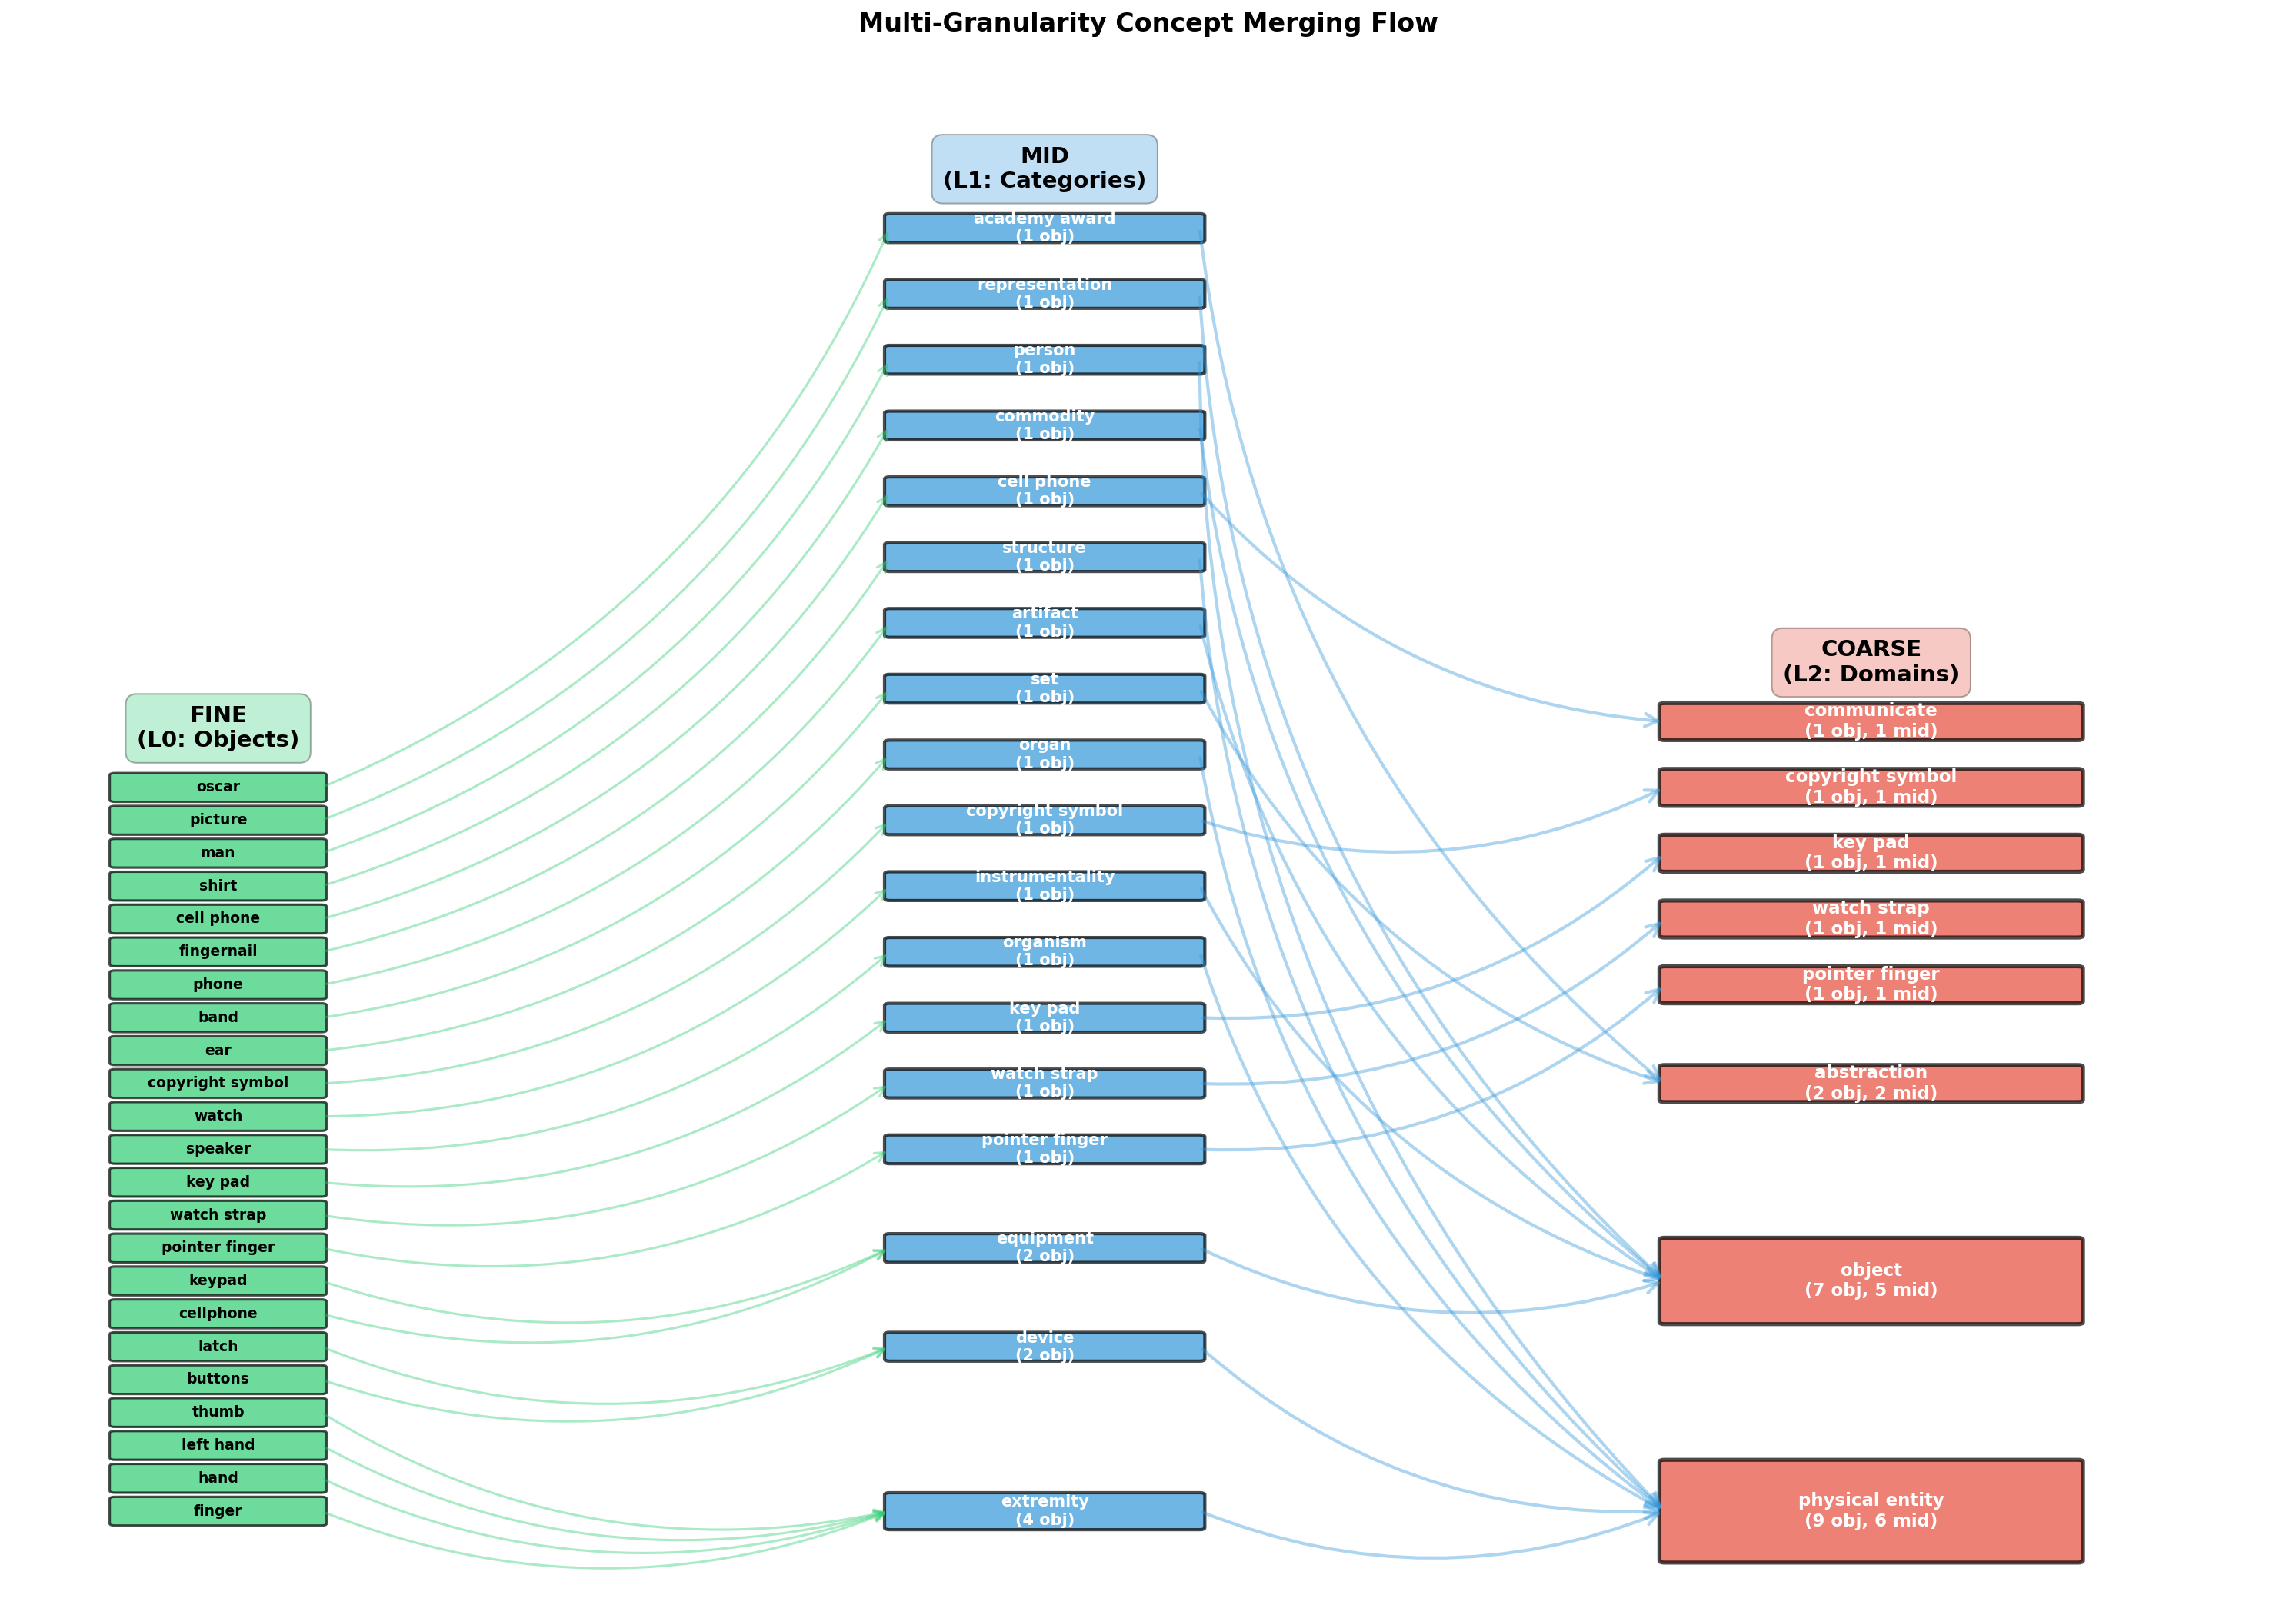 Multi-Granularity Concept Merging Flow
FINE
(L0: Objects)
oscar
picture
man
shirt
cell phone
fingernail
phone
band
ear
copyright symbol
watch
speaker
key pad
watch strap
pointer finger
keypad
cellphone
latch
buttons
thumb
left hand
hand
finger
MID
(L1: Categories)
academy award
(1 obj)
representation
(1 obj)
person
(1 obj)
commodity
(1 obj)
cell phone
(1 obj)
structure
(1 obj)
artifact
(1 obj)
set
(1 obj)
organ
(1 obj)
copyright symbol
(1 obj)
instrumentality
(1 obj)
organism
(1 obj)
key pad
(1 obj)
watch strap
(1 obj)
pointer finger
(1 obj)
equipment
(2 obj)
device
(2 obj)
extremity
(4 obj)
COARSE
(L2: Domains)
communicate
(1 obj, 1 mid)
copyright symbol
(1 obj, 1 mid)
key pad
(1 obj, 1 mid)
watch strap
(1 obj, 1 mid)
pointer finger
(1 obj, 1 mid)
abstraction
(2 obj, 2 mid)
object
(7 obj, 5 mid)
physical entity
(9 obj, 6 mid)